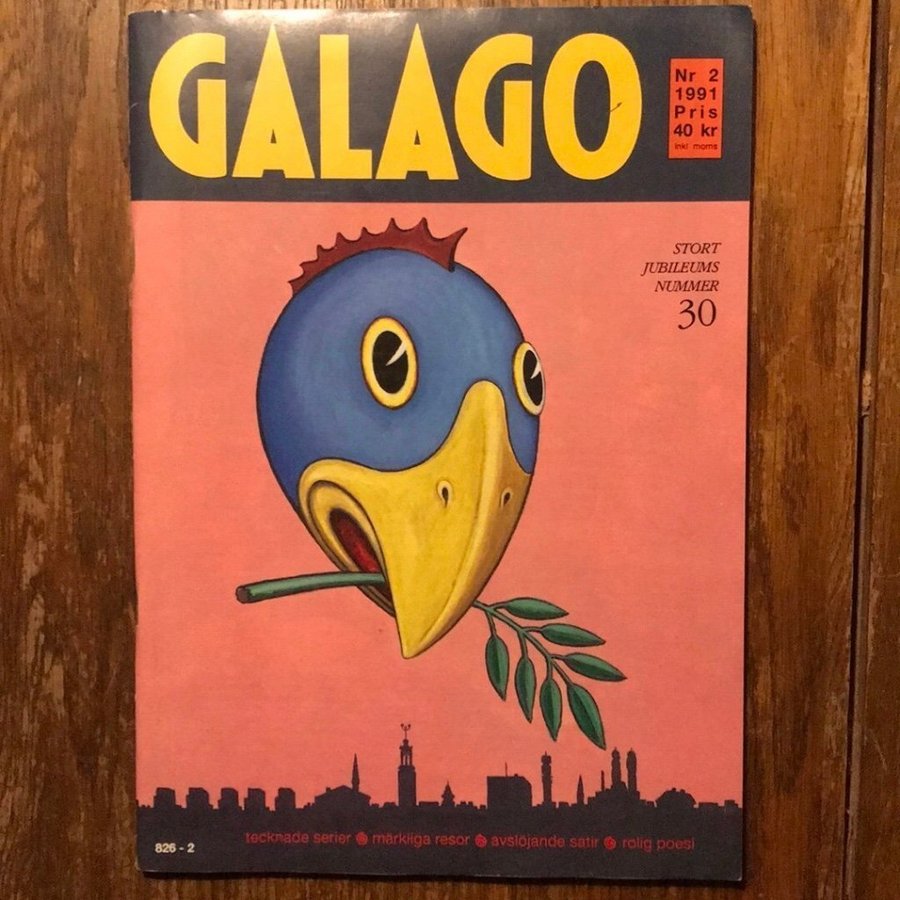 GALAGO
Nr 2
1991
Pris
40 kr
inkl moms
STORT
JUBILEUMS
NUMMER
30
tecknade serier märkliga resor avslöjande satir rolig poesi
826 - 2